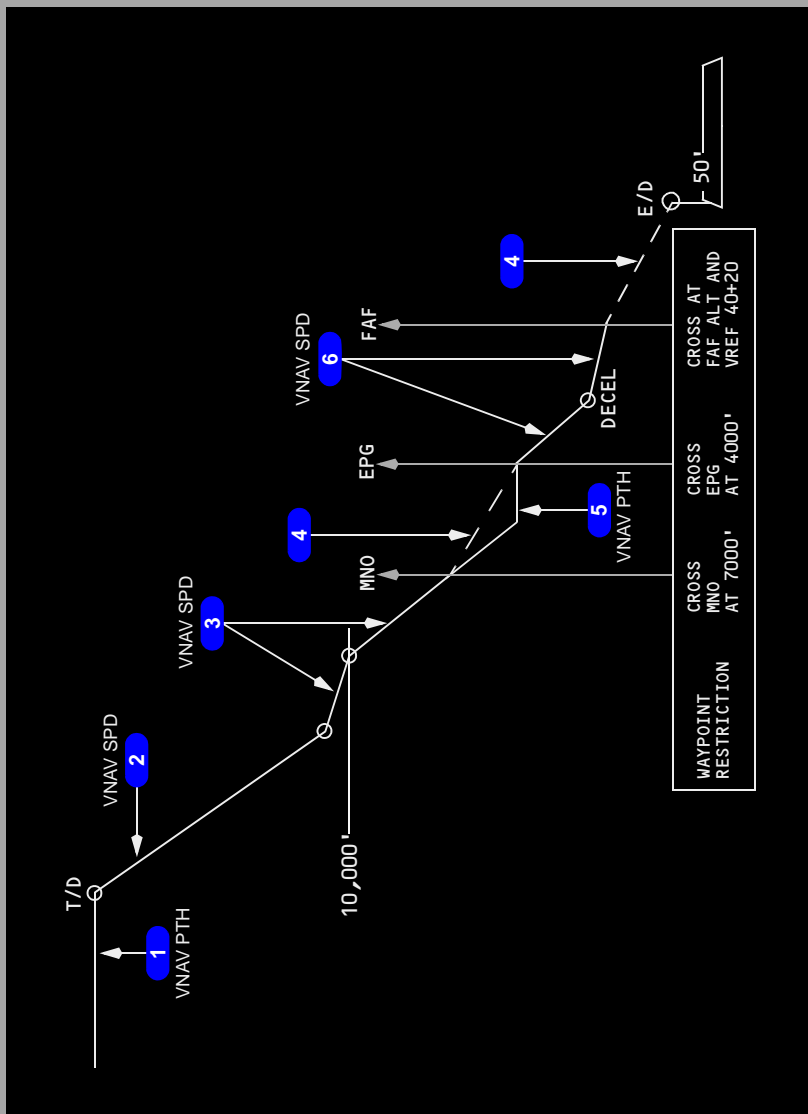 T/D
1
VNAV PTH
VNAV SPD
2
10,000'
VNAV SPD
3
4
MNO
EPG
5
VNAV PTH
VNAV SPD
6
DECEL
FAF
4
E/D
50'
WAYPOINT
RESTRICTION
CROSS
MNO
AT 7000'
CROSS
EPG
AT 4000'
CROSS AT
FAF ALT AND
VREF 40+20